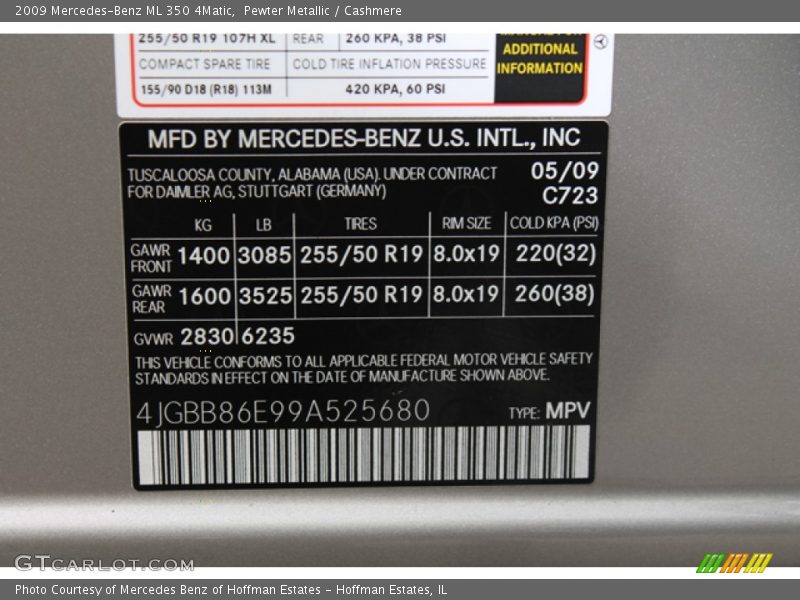 2009 Mercedes-Benz ML 350 4Matic, Pewter Metallic / Cashmere
255/50 R19 107H XL REAR 260 KPA, 38 PSI
COMPACT SPARE TIRE COLD TIRE INFLATION PRESSURE
155/90 D18 (R18) 113M 420 KPA, 60 PSI
ADDITIONAL
INFORMATION
MFD BY MERCEDES-BENZ U.S. INTL., INC
TUSCALOOSA COUNTY, ALABAMA (USA). UNDER CONTRACT 05/09
FOR DAIMLER AG, STUTTGART (GERMANY) C723
KG LB TIRES RIM SIZE COLD KPA (PSI)
GAWR FRONT 1400 3085 255/50 R19 8.0x19 220(32)
GAWR REAR 1600 3525 255/50 R19 8.0x19 260(38)
GVWR 2830 6235
THIS VEHICLE CONFORMS TO ALL APPLICABLE FEDERAL MOTOR VEHICLE SAFETY
STANDARDS IN EFFECT ON THE DATE OF MANUFACTURE SHOWN ABOVE.
4JGBB86E99A525680 TYPE: MPV
GTCARLOT.COM
Photo Courtesy of Mercedes Benz of Hoffman Estates - Hoffman Estates, IL